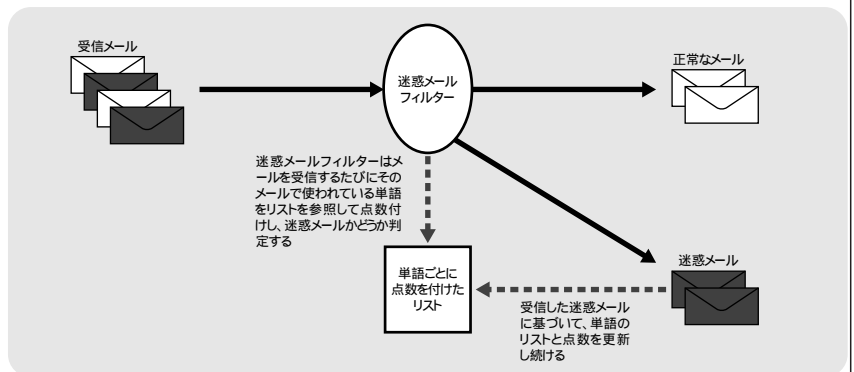 受信メール
迷惑メール
フィルター
正常なメール
迷惑メールフィルターはメ
ールを受信するたびにその
メールで使われている単語
をリストを参照して点数付
けし、迷惑メールかどうか判
定する
単語ごとに
点数を付けた
リスト
迷惑メール
受信した迷惑メール
に基づいて、単語の
リストと点数を更新
し続ける